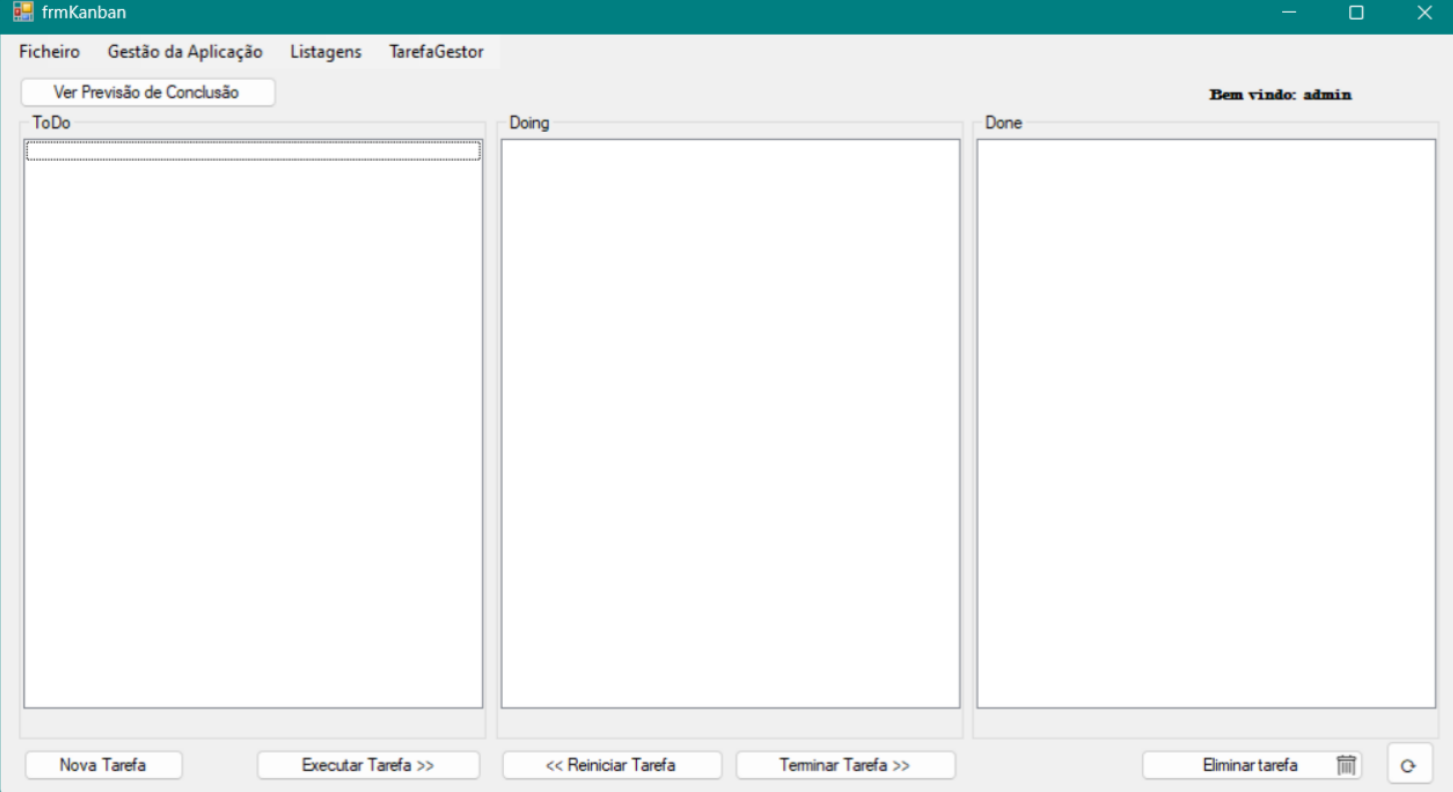 frmKanban
Ficheiro Gestão da Aplicação Listagens TarefaGestor
Ver Previsão de Conclusão
Bem vindo: admin
ToDo
Doing
Done
Nova Tarefa
Executar Tarefa >>
<< Reiniciar Tarefa
Terminar Tarefa >>
Eliminar tarefa